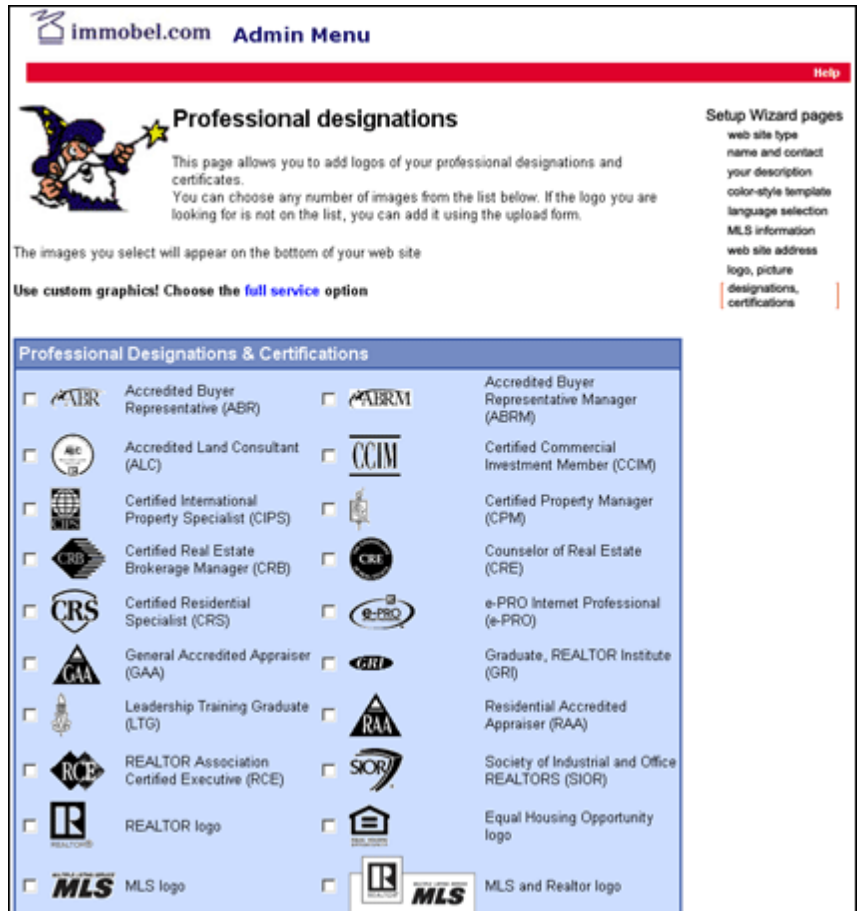 immobel.com Admin Menu
Help
Professional designations
This page allows you to add logos of your professional designations and
certificates.
You can choose any number of images from the list below. If the logo you are
looking for is not on the list, you can add it using the upload form.
The images you select will appear on the bottom of your web site
Use custom graphics! Choose the full service option
Setup Wizard pages
web site type
name and contact
your description
color-style template
language selection
MLS information
web site address
logo, picture
designations,
certifications
Professional Designations & Certifications
ABR
Accredited Buyer
Representative (ABR)
ABRM
Accredited Buyer
Representative Manager
(ABRM)
Accredited Land Consultant
(ALC)
CCIM
Certified Commercial
Investment Member (CCIM)
CIPS
Certified International
Property Specialist (CIPS)
Certified Property Manager
(CPM)
CRB
Certified Real Estate
Brokerage Manager (CRB)
CRE
Counselor of Real Estate
(CRE)
CRS
Certified Residential
Specialist (CRS)
e-PRO
e-PRO Internet Professional
(e-PRO)
GAA
General Accredited Appraiser
(GAA)
GRI
Graduate, REALTOR Institute
(GRI)
Leadership Training Graduate
(LTG)
RAA
Residential Accredited
Appraiser (RAA)
RCE
REALTOR Association
Certified Executive (RCE)
SIOR
Society of Industrial and Office
REALTORS (SIOR)
R
REALTOR®
REALTOR logo
Equal Housing Opportunity
logo
MLS
MLS logo
R
MLS
MLS and Realtor logo